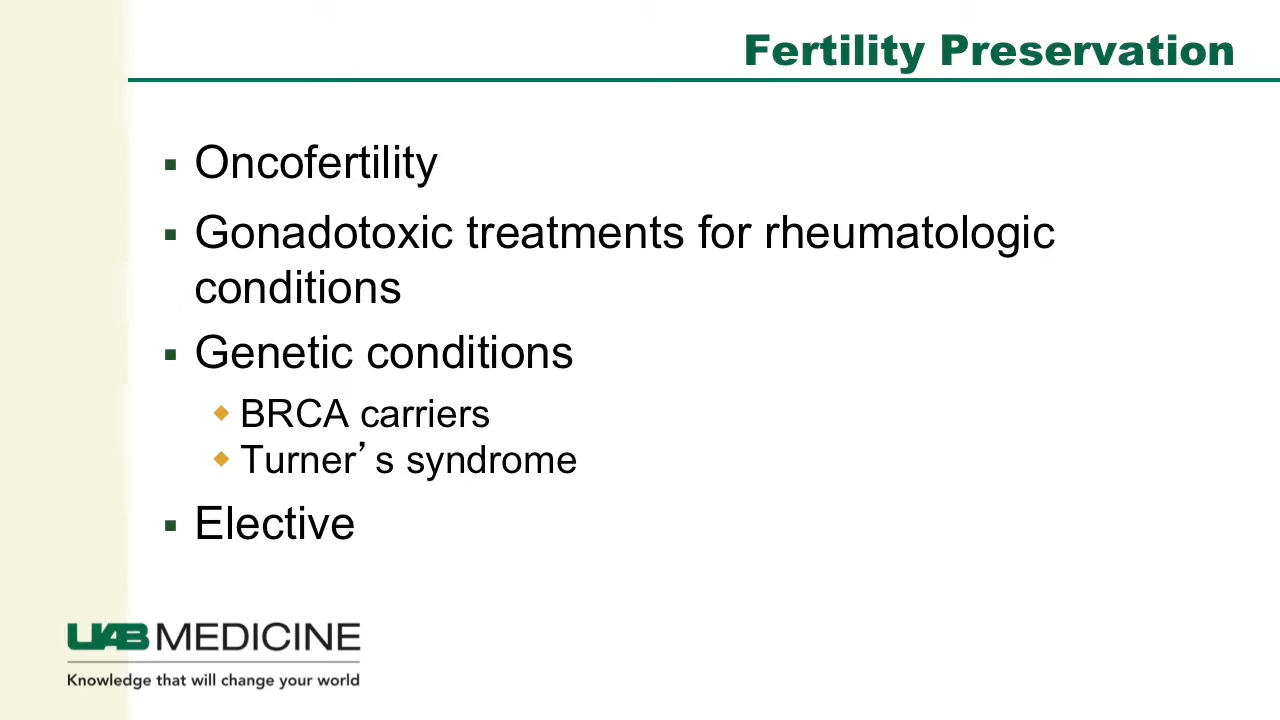 Fertility Preservation
▪ Oncofertility
▪ Gonadotoxic treatments for rheumatologic
conditions
▪ Genetic conditions
◆ BRCA carriers
◆ Turner’s syndrome
▪ Elective
UAB MEDICINE
Knowledge that will change your world